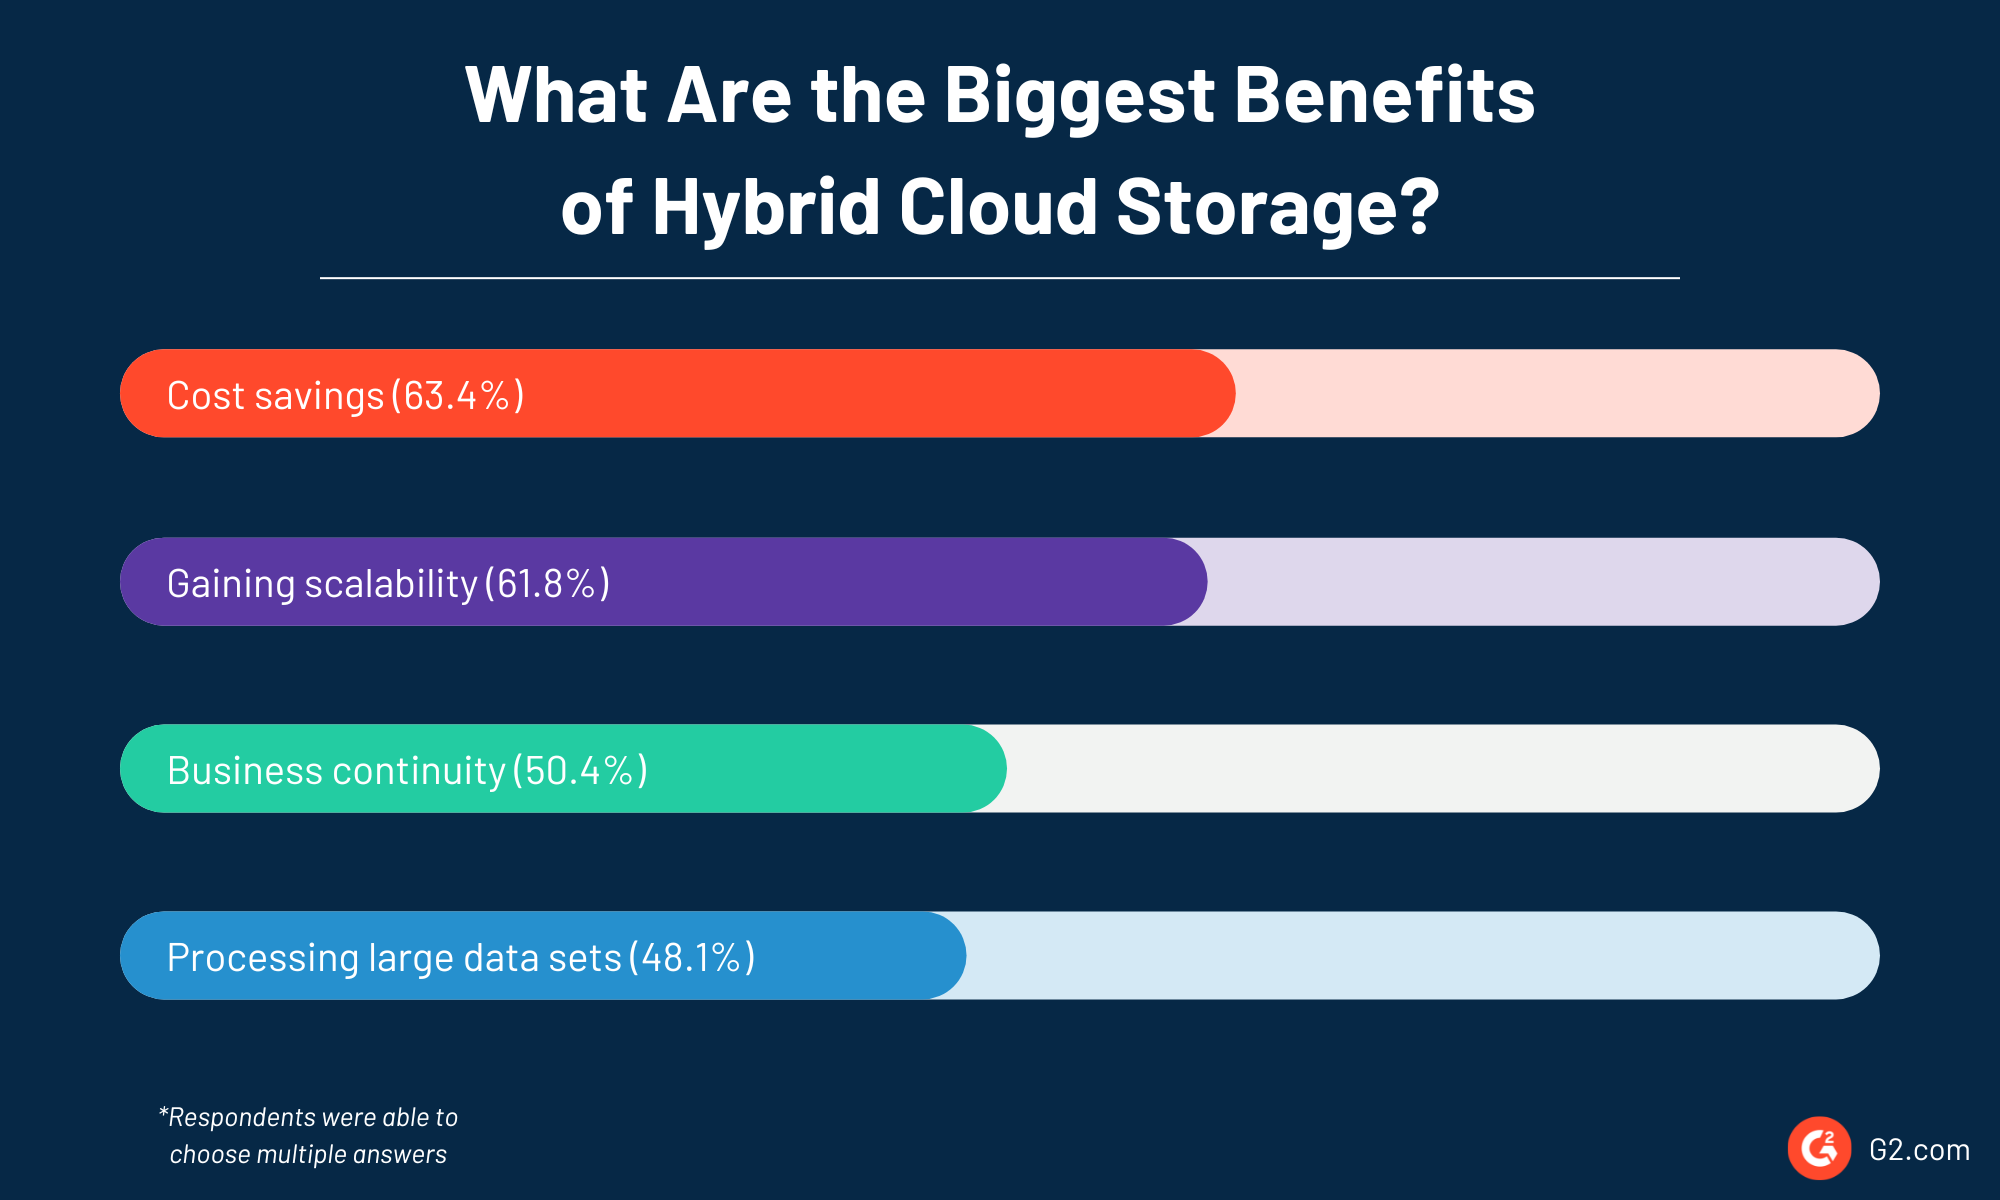 What Are the Biggest Benefits
of Hybrid Cloud Storage?
Cost savings (63.4%)
Gaining scalability (61.8%)
Business continuity (50.4%)
Processing large data sets (48.1%)
*Respondents were able to
choose multiple answers
G2 G2.com